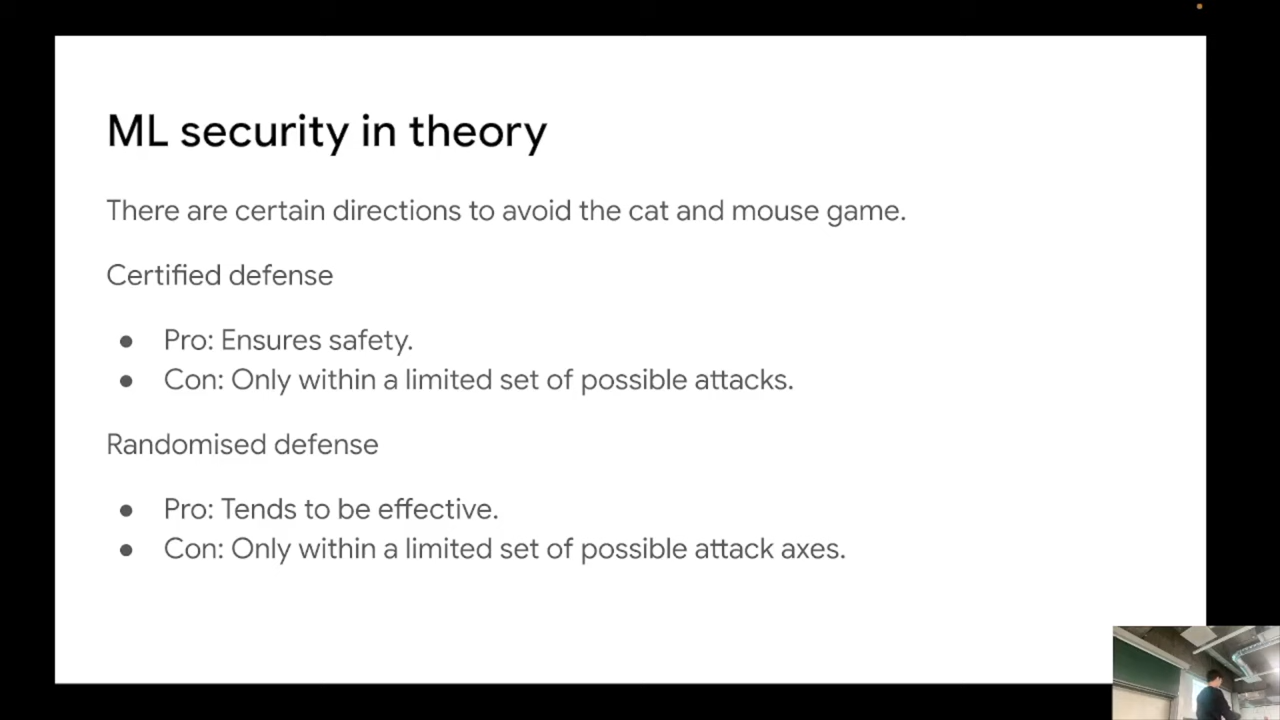 ML security in theory
There are certain directions to avoid the cat and mouse game.
Certified defense
● Pro: Ensures safety.
● Con: Only within a limited set of possible attacks.
Randomised defense
● Pro: Tends to be effective.
● Con: Only within a limited set of possible attack axes.